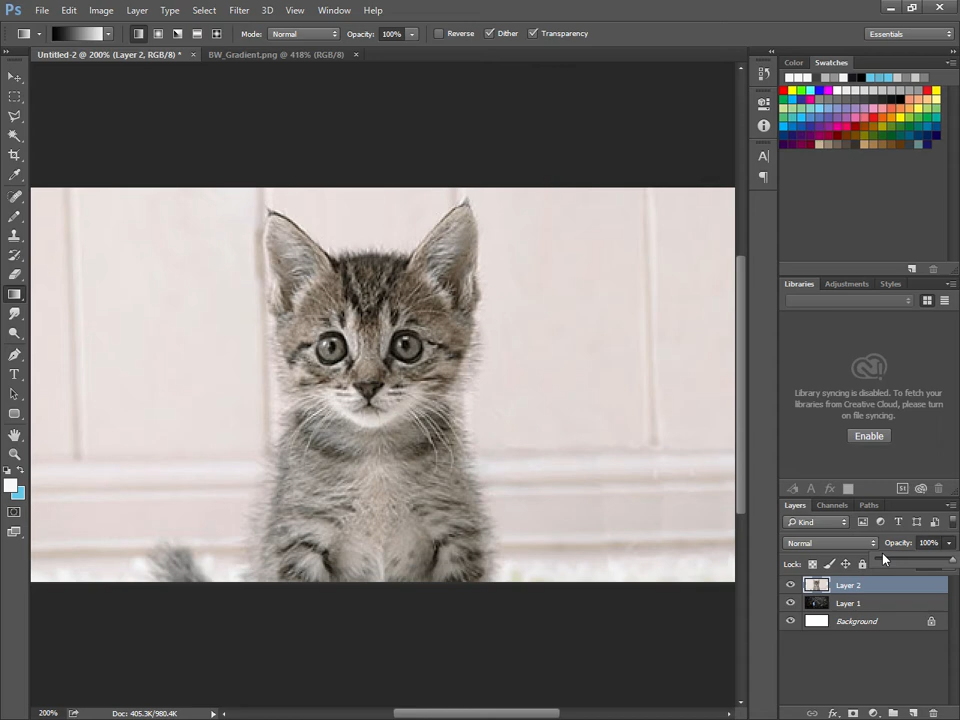 Ps File Edit Image Layer Type Select Filter 3D View Window Help
Mode: Normal Opacity: 100% Reverse Dither Transparency Essentials
Untitled-2 @ 200% (Layer 2, RGB/8) * × BW_Gradient.png @ 418% (RGB/8) ×
Color Swatches
Libraries Adjustments Styles
Library syncing is disabled. To fetch your
libraries from Creative Cloud, please turn
on file syncing.
Enable
Layers Channels Paths
Kind
Normal Opacity: 100%
Lock:
Layer 2
Layer 1
Background
200% Doc: 405.3K/980.4K